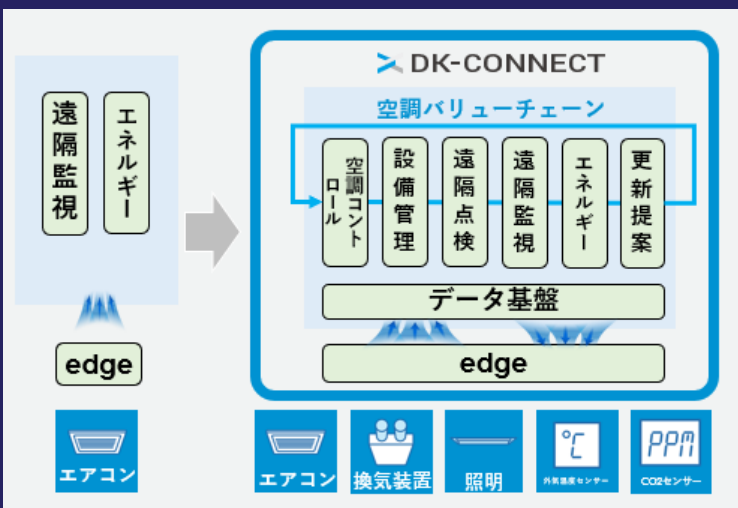 遠隔監視
エネルギー
edge
エアコン
DK-CONNECT
空調バリューチェーン
空調コント
ロール
設備管理
遠隔点検
遠隔監視
エネルギー
更新提案
データ基盤
edge
エアコン
換気装置
照明
℃
外気温度センサー
PPM
CO2センサー